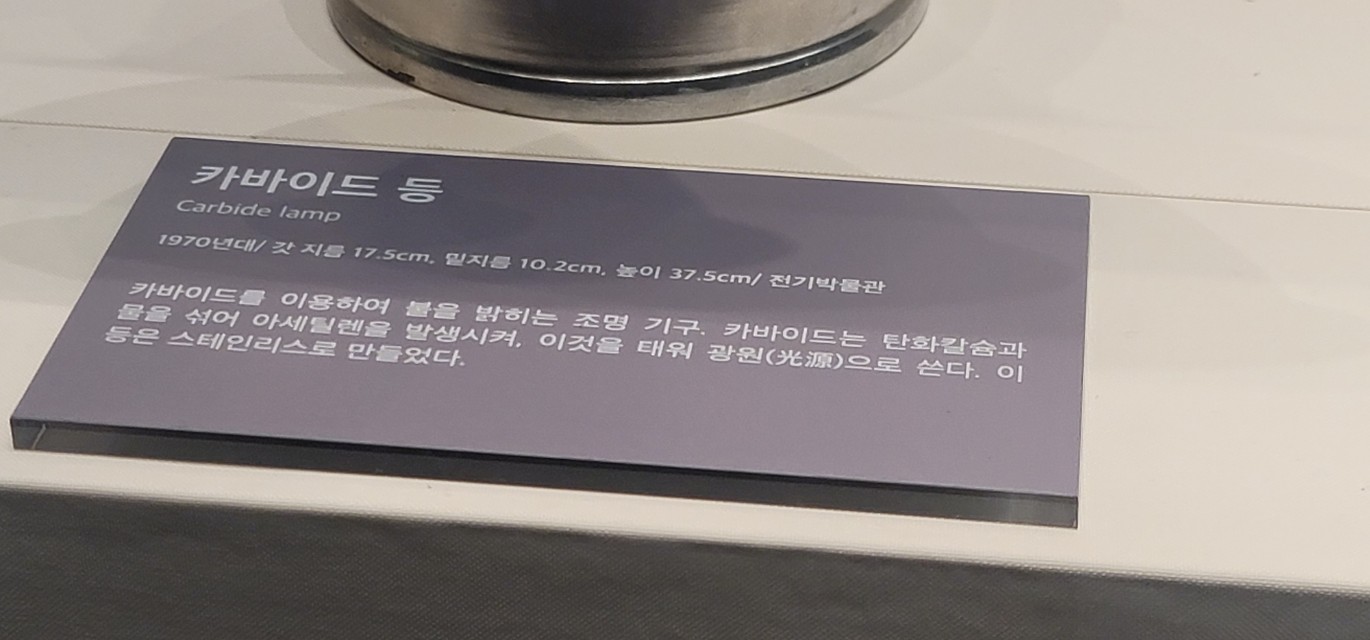 카바이드 등
Carbide lamp
1970년대/ 갓 지름 17.5cm, 밑지름 10.2cm, 높이 37.5cm/ 전기박물관
카바이드를 이용하여 불을 밝히는 조명 기구. 카바이드는 탄화칼슘과
물을 섞어 아세틸렌을 발생시켜, 이것을 태워 광원(光源)으로 쓴다. 이
등은 스테인리스로 만들었다.